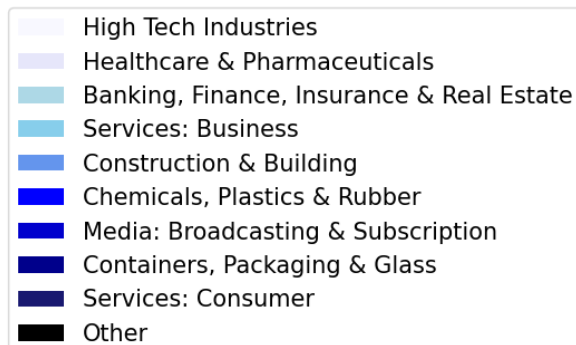 High Tech Industries
Healthcare & Pharmaceuticals
Banking, Finance, Insurance & Real Estate
Services: Business
Construction & Building
Chemicals, Plastics & Rubber
Media: Broadcasting & Subscription
Containers, Packaging & Glass
Services: Consumer
Other